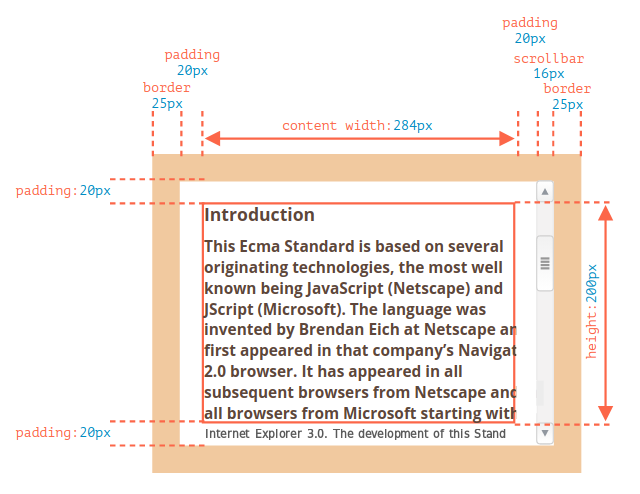 padding
20px
padding
20px
scrollbar
16px
border
25px
border
25px
content width:284px
padding:20px
Introduction
This Ecma Standard is based on several
originating technologies, the most well
known being JavaScript (Netscape) and
JScript (Microsoft). The language was
invented by Brendan Eich at Netscape an
first appeared in that company’s Navigat
2.0 browser. It has appeared in all
subsequent browsers from Netscape and
all browsers from Microsoft starting with
height:200px
padding:20px
Internet Explorer 3.0. The development of this Stand